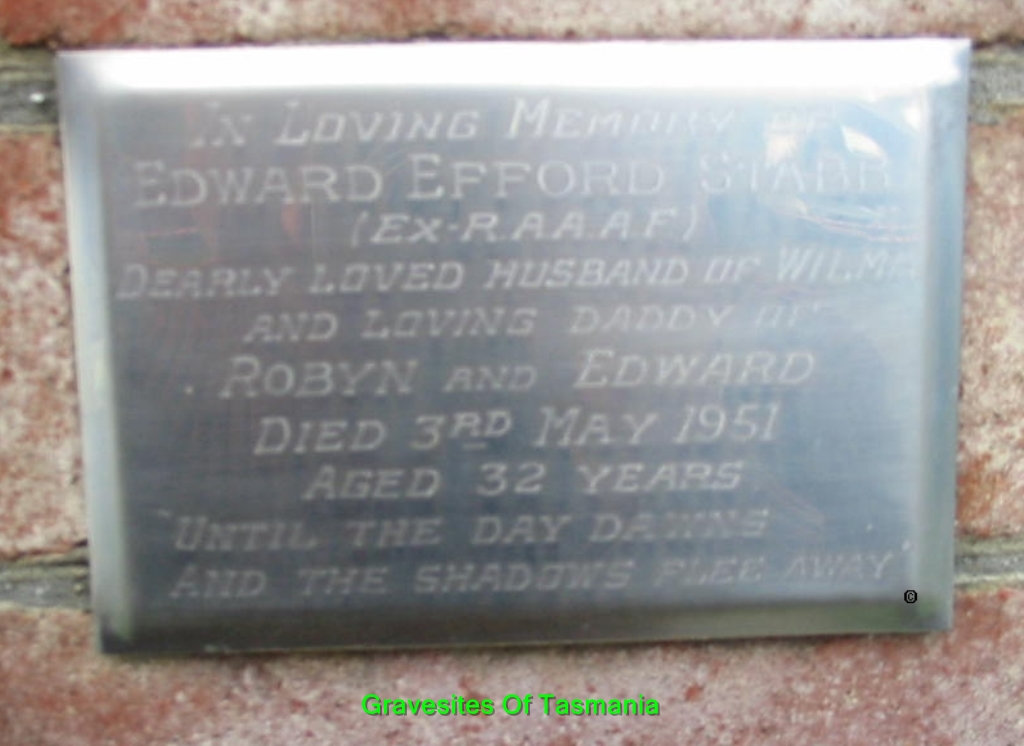 IN LOVING MEMORY OF
EDWARD EFFORD STARR
(EX-R.A.A.F)
DEARLY LOVED HUSBAND OF WILMA
AND LOVING DADDY OF
ROBYN AND EDWARD
DIED 3RD MAY 1951
AGED 32 YEARS
"UNTIL THE DAY DAWNS
AND THE SHADOWS FLEE AWAY"
©
Gravesites Of Tasmania